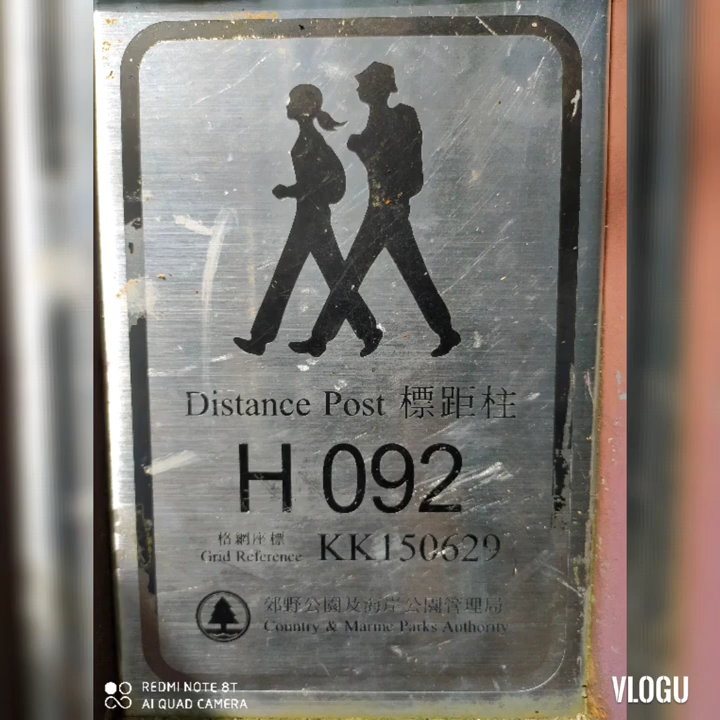 Distance Post 標距柱
H 092
格網座標
Grid Reference KK150629
郊野公園及海岸公園管理局
Country & Marine Parks Authority
REDMI NOTE 8T
AI QUAD CAMERA
VLOGU